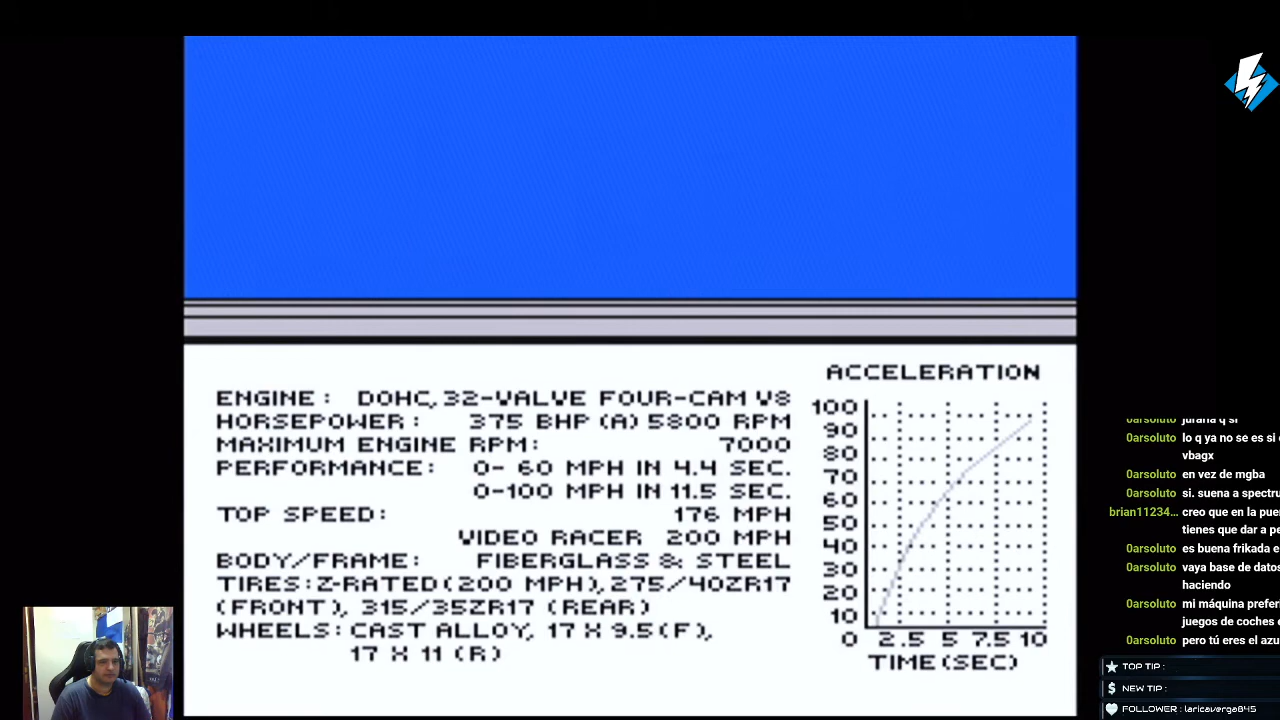 ENGINE: DOHC, 32-VALVE FOUR-CAM V8
HORSEPOWER: 375 BHP (A) 5800 RPM
MAXIMUM ENGINE RPM: 7000
PERFORMANCE: 0- 60 MPH IN 4.4 SEC.
0-100 MPH IN 11.5 SEC.
TOP SPEED: 176 MPH
VIDEO RACER 200 MPH
BODY/FRAME: FIBERGLASS & STEEL
TIRES: Z-RATED (200 MPH), 275/40ZR17
(FRONT), 315/35ZR17 (REAR)
WHEELS: CAST ALLOY, 17 X 9.5 (F),
17 X 11 (R)
ACCELERATION
100
90
80
70
60
50
40
30
20
10
0 2.5 5 7.5 10
TIME(SEC)
0arsoluto jurana q si
0arsoluto lo q ya no se es si
vbagx
0arsoluto en vez de mgba
0arsoluto si. suena a spectru
brian11234… creo que en la pue
tienes que dar a pe
0arsoluto es buena frikada e
0arsoluto vaya base de datos
haciendo
0arsoluto mi máquina prefer
juegos de coches
0arsoluto pero tú eres el azu
TOP TIP :
NEW TIP :
FOLLOWER : laricaverga845